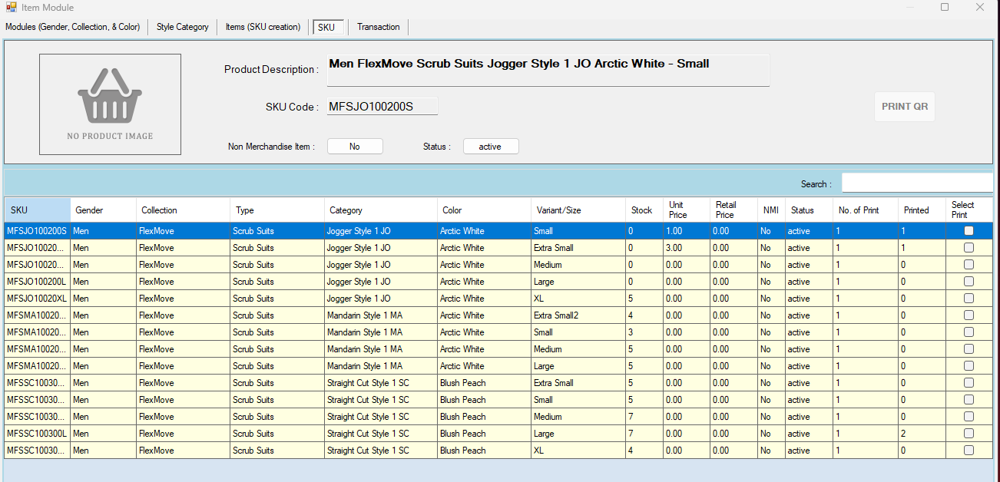 Item Module
Modules (Gender, Collection, & Color) Style Category Items (SKU creation) SKU Transaction
NO PRODUCT IMAGE
Product Description : Men FlexMove Scrub Suits Jogger Style 1 JO Arctic White - Small
SKU Code : MFSJO100200S
PRINT QR
Non Merchandise Item : No Status : active
Search :
SKU Gender Collection Type Category Color Variant/Size Stock Unit Price Retail Price NMI Status No. of Print Printed Select Print
MFSJO100200S Men FlexMove Scrub Suits Jogger Style 1 JO Arctic White Small 0 1.00 0.00 No active 1 1
MFSJO10020... Men FlexMove Scrub Suits Jogger Style 1 JO Arctic White Extra Small 0 3.00 0.00 No active 1 1
MFSJO10020... Men FlexMove Scrub Suits Jogger Style 1 JO Arctic White Medium 0 0.00 0.00 No active 1 0
MFSJO100200L Men FlexMove Scrub Suits Jogger Style 1 JO Arctic White Large 0 0.00 0.00 No active 1 0
MFSJO10020XL Men FlexMove Scrub Suits Jogger Style 1 JO Arctic White XL 5 0.00 0.00 No active 1 0
MFSMA10020... Men FlexMove Scrub Suits Mandarin Style 1 MA Arctic White Extra Small2 4 0.00 0.00 No active 1 0
MFSMA10020... Men FlexMove Scrub Suits Mandarin Style 1 MA Arctic White Small 3 0.00 0.00 No active 1 0
MFSMA10020... Men FlexMove Scrub Suits Mandarin Style 1 MA Arctic White Medium 5 0.00 0.00 No active 1 0
MFSMA10020... Men FlexMove Scrub Suits Mandarin Style 1 MA Arctic White Large 5 0.00 0.00 No active 1 0
MFSSC10030... Men FlexMove Scrub Suits Straight Cut Style 1 SC Blush Peach Extra Small 5 0.00 0.00 No active 1 0
MFSSC10030... Men FlexMove Scrub Suits Straight Cut Style 1 SC Blush Peach Small 5 0.00 0.00 No active 1 0
MFSSC10030... Men FlexMove Scrub Suits Straight Cut Style 1 SC Blush Peach Medium 7 0.00 0.00 No active 1 0
MFSSC100300L Men FlexMove Scrub Suits Straight Cut Style 1 SC Blush Peach Large 7 0.00 0.00 No active 1 2
MFSSC10030... Men FlexMove Scrub Suits Straight Cut Style 1 SC Blush Peach XL 4 0.00 0.00 No active 1 0